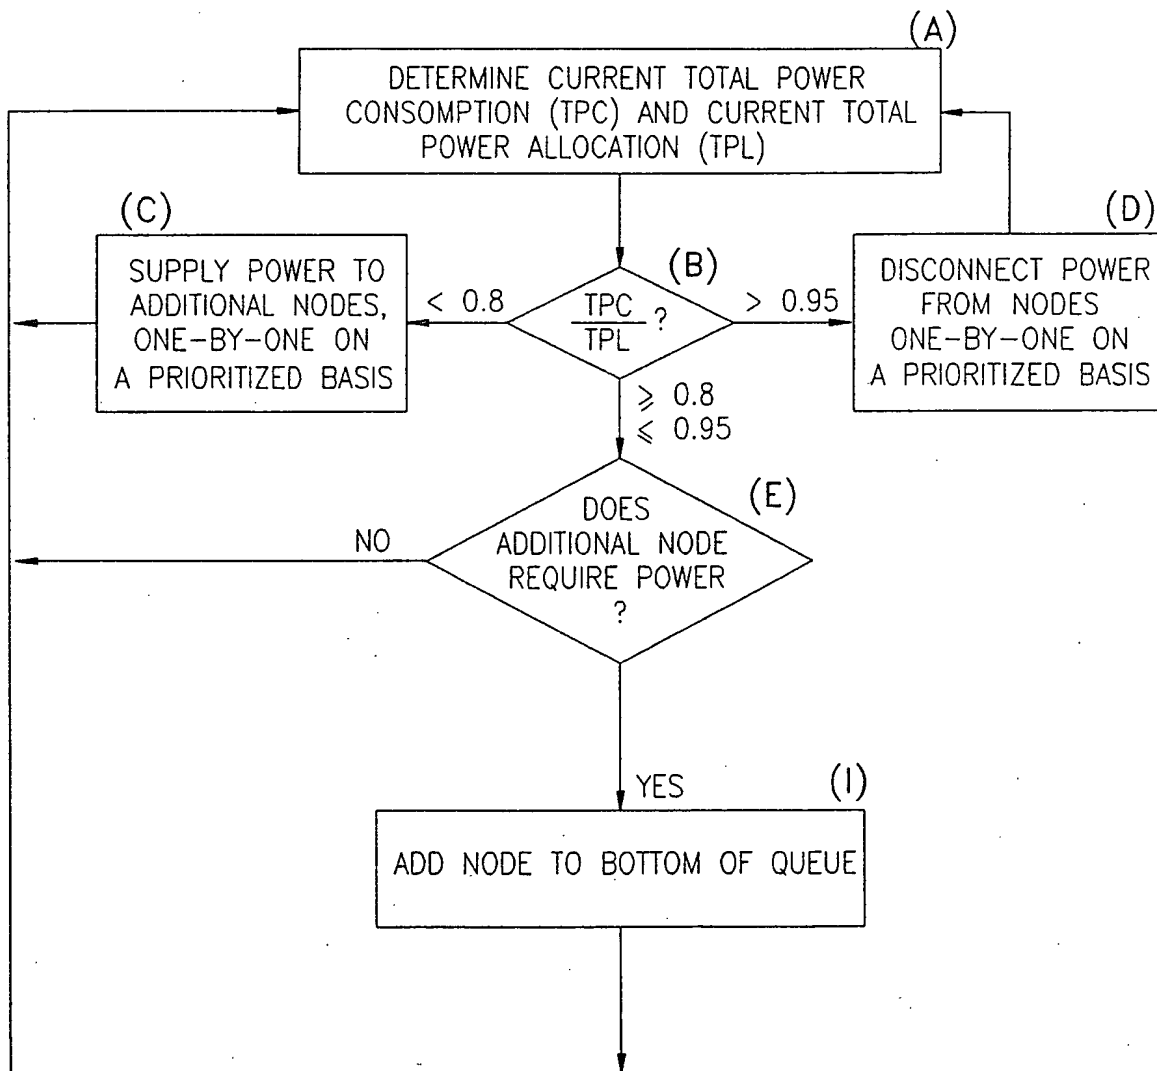 (A)
DETERMINE CURRENT TOTAL POWER
CONSOMPTION (TPC) AND CURRENT TOTAL
POWER ALLOCATION (TPL)
(C)
SUPPLY POWER TO
ADDITIONAL NODES,
ONE-BY-ONE ON
A PRIORITIZED BASIS
< 0.8
(B)
TPC
TPL
?
> 0.95
(D)
DISCONNECT POWER
FROM NODES
ONE-BY-ONE ON
A PRIORITIZED BASIS
⩾ 0.8
⩽ 0.95
(E)
DOES
ADDITIONAL NODE
REQUIRE POWER
?
NO
YES
(I)
ADD NODE TO BOTTOM OF QUEUE